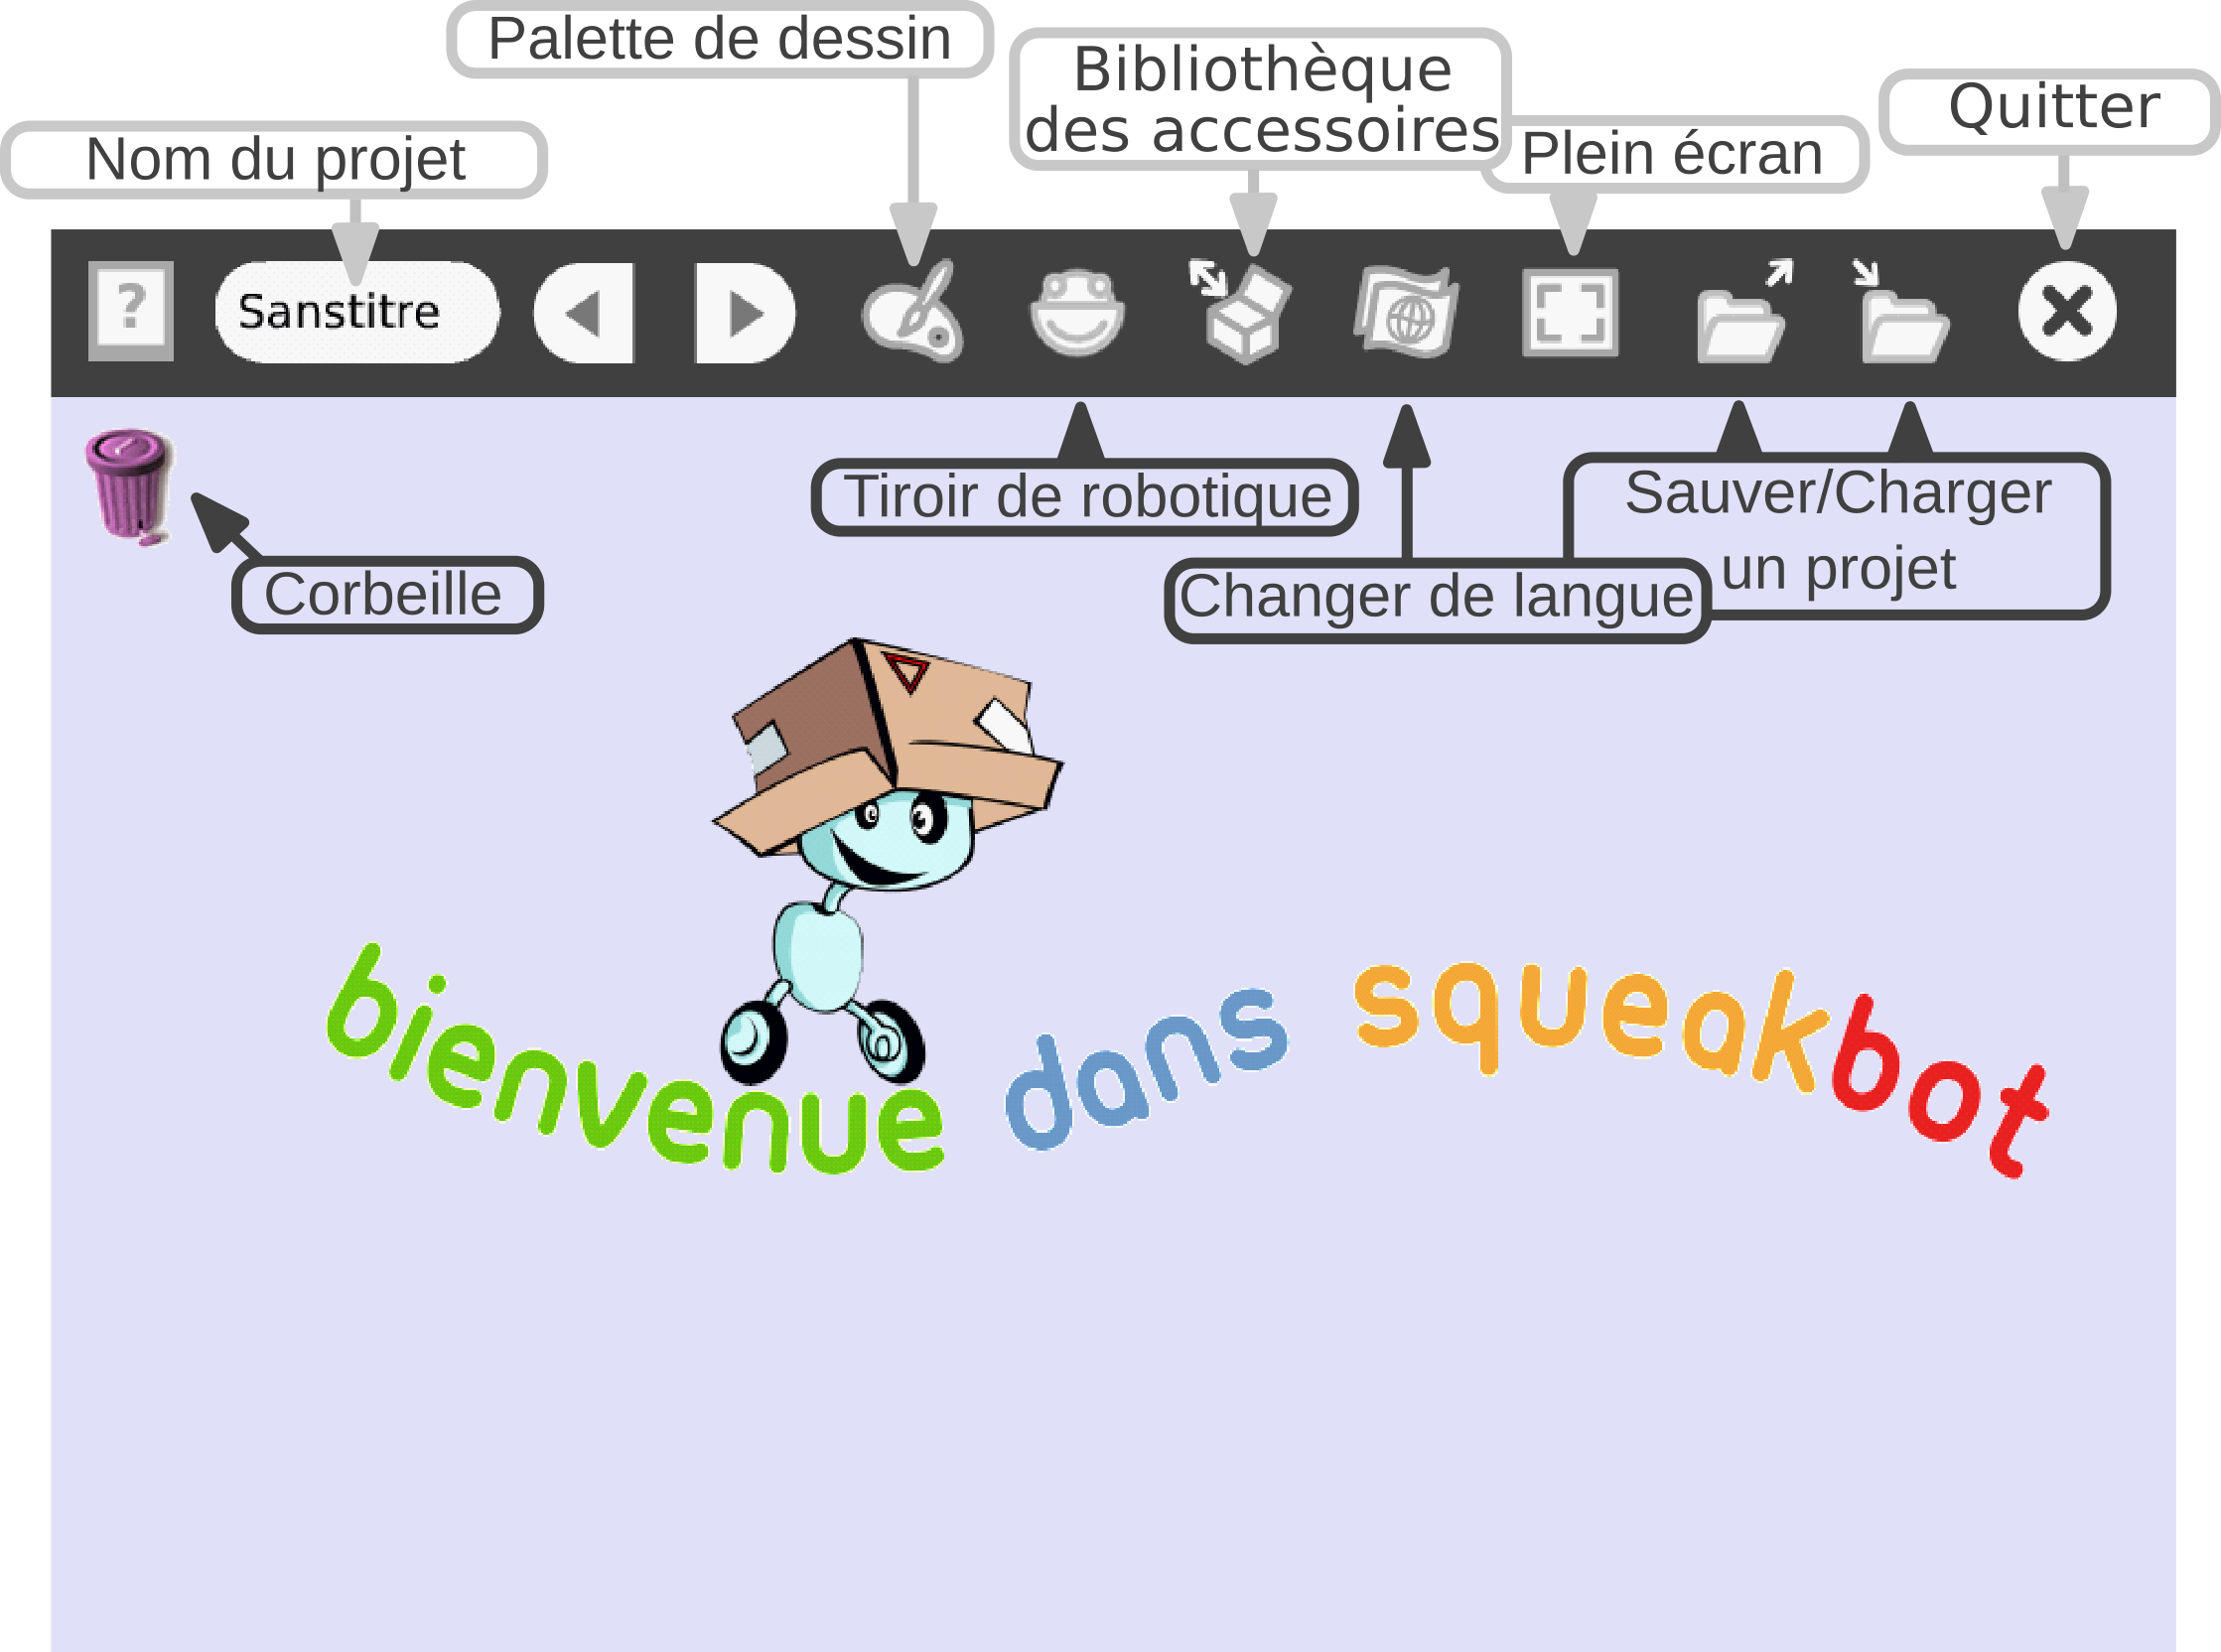 Palette de dessin
Bibliothèque
des accessoires
Quitter
Plein écran
Nom du projet
?
Sanstitre
Tiroir de robotique
Sauver/Charger
un projet
Changer de langue
Corbeille
bienvenue dans squeakbot